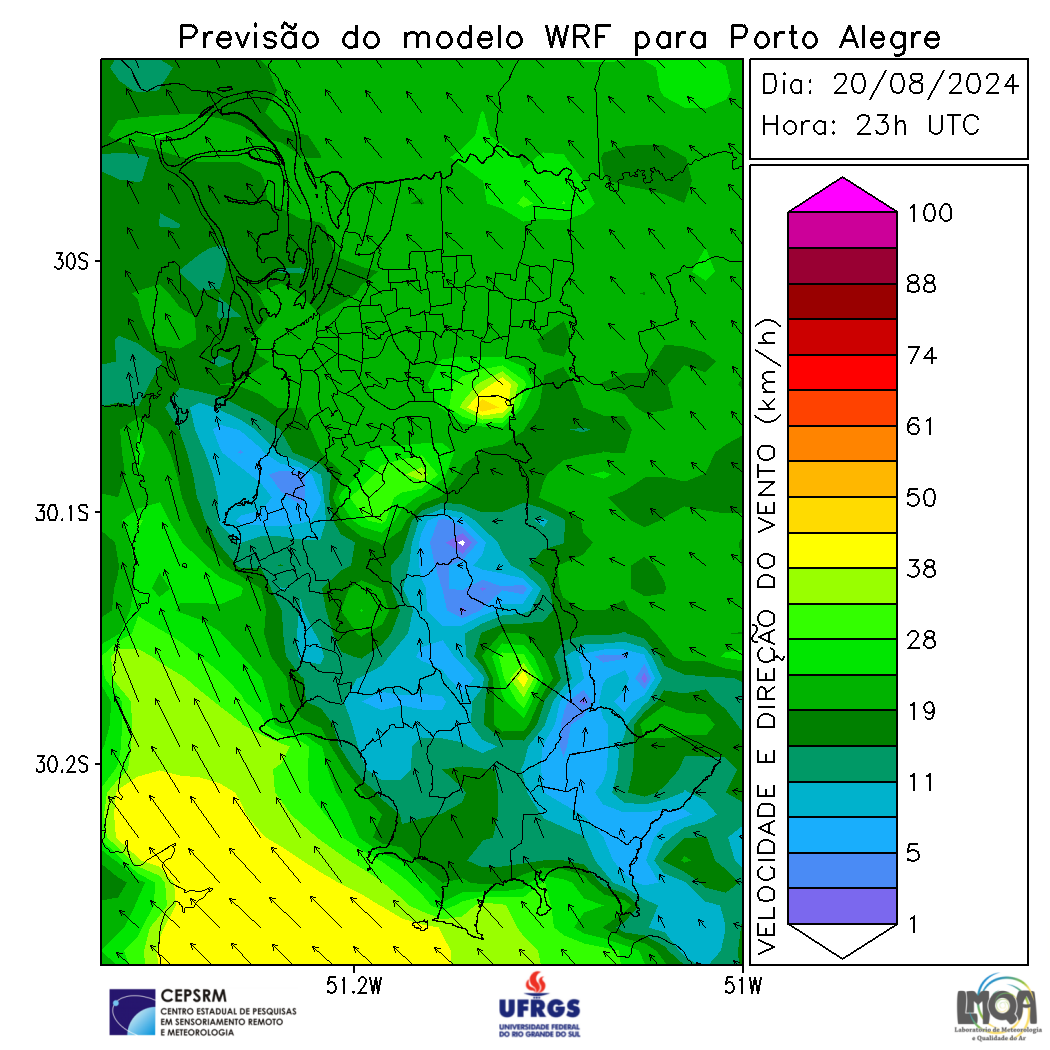 Previsão do modelo WRF para Porto Alegre
Dia: 20/08/2024
Hora: 23h UTC
30S
30.1S
30.2S
51.2W
51W
VELOCIDADE E DIREÇÃO DO VENTO (km/h)
100
88
74
61
50
38
28
19
11
5
1
CEPSRM
CENTRO ESTADUAL DE PESQUISAS
EM SENSORIAMENTO REMOTO
E METEOROLOGIA
UFRGS
UNIVERSIDADE FEDERAL
DO RIO GRANDE DO SUL
LMQA
Laboratório de Meteorologia
e Qualidade do Ar